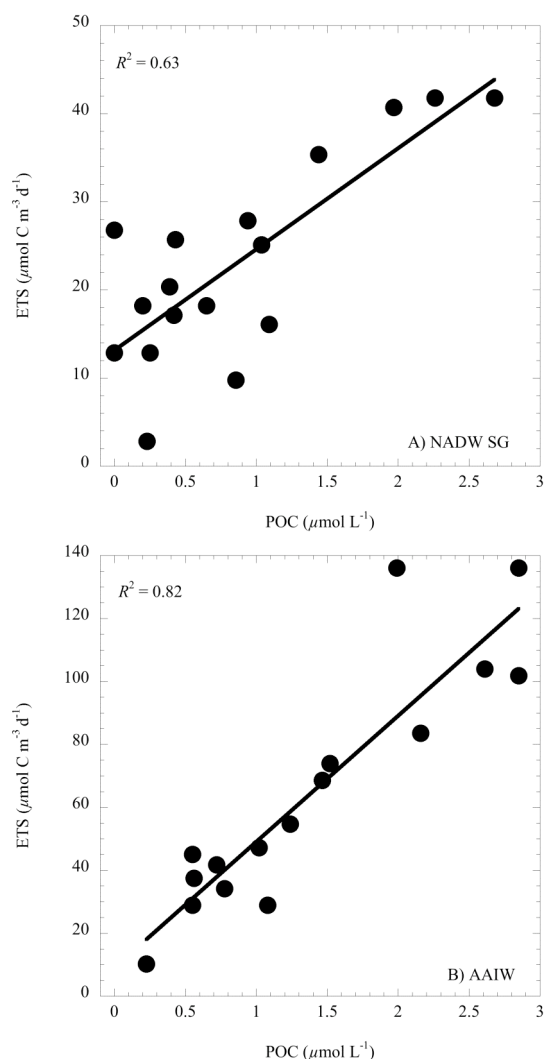 50
R² = 0.63
40
30
ETS (µmol C m⁻³ d⁻¹)
20
10
A) NADW SG
0
0 0.5 1 1.5 2 2.5 3
POC (µmol L⁻¹)
140
R² = 0.82
120
100
80
ETS (µmol C m⁻³ d⁻¹)
60
40
20
B) AAIW
0
0 0.5 1 1.5 2 2.5 3
POC (µmol L⁻¹)